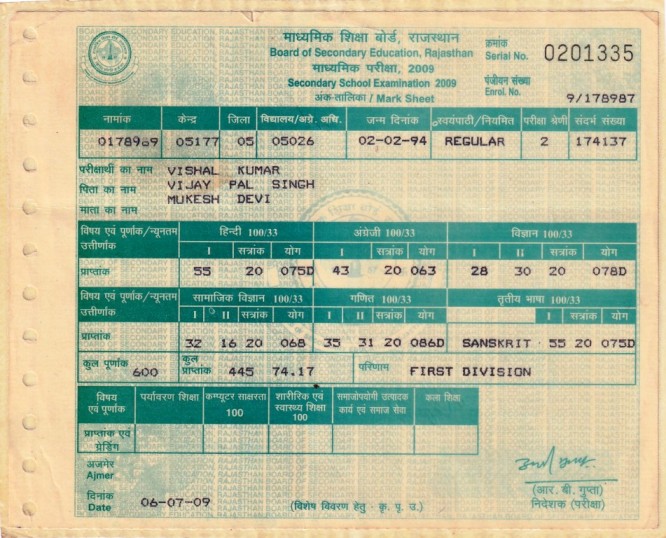 माध्यमिक शिक्षा बोर्ड, राजस्थान
Board of Secondary Education, Rajasthan
माध्यमिक परीक्षा, 2009
Secondary School Examination 2009
अंक-तालिका / Mark Sheet
क्रमांक
Serial No. 0201335
पंजीयन संख्या
Enrol. No. 9/178987
नामांक केन्द्र जिला विद्यालय/अग्रे. अधि. जन्म दिनांक स्वयंपाठी/नियमित परीक्षा श्रेणी संदर्भ संख्या
0178989 05177 05 05026 02-02-94 REGULAR 2 174137
परीक्षार्थी का नाम VISHAL KUMAR
पिता का नाम VIJAY PAL SINGH
माता का नाम MUKESH DEVI
विषय एवं पूर्णांक/न्यूनतम उत्तीर्णांक हिन्दी 100/33 अंग्रेजी 100/33 विज्ञान 100/33
I सत्रांक योग I सत्रांक योग I II सत्रांक योग
प्राप्तांक 55 20 075D 43 20 063 28 30 20 078D
विषय एवं पूर्णांक/न्यूनतम उत्तीर्णांक सामाजिक विज्ञान 100/33 गणित 100/33 तृतीय भाषा 100/33
I II सत्रांक योग I II सत्रांक योग I सत्रांक योग
प्राप्तांक 32 16 20 068 35 31 20 086D SANSKRIT 55 20 075D
कुल पूर्णांक 600 कुल प्राप्तांक 445 74.17 परिणाम FIRST DIVISION
विषय एवं पूर्णांक पर्यावरण शिक्षा कम्प्यूटर साक्षरता 100 शारीरिक एवं स्वास्थ्य शिक्षा 100 समाजोपयोगी उत्पादक कार्य एवं समाज सेवा कला शिक्षा
प्राप्तांक एवं ग्रेडिंग
अजमेर
Ajmer
दिनांक
Date 06-07-09
(विशेष विवरण हेतु - कृ. पृ. उ.)
(आर. बी. गुप्ता)
निदेशक (परीक्षा)